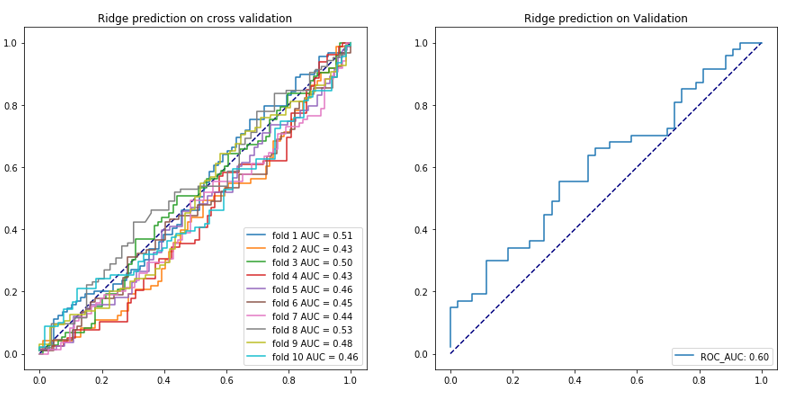 Ridge prediction on cross validation
1.0
0.8
0.6
0.4
0.2
0.0
0.0 0.2 0.4 0.6 0.8 1.0
fold 1 AUC = 0.51
fold 2 AUC = 0.43
fold 3 AUC = 0.50
fold 4 AUC = 0.43
fold 5 AUC = 0.46
fold 6 AUC = 0.45
fold 7 AUC = 0.44
fold 8 AUC = 0.53
fold 9 AUC = 0.48
fold 10 AUC = 0.46
Ridge prediction on Validation
1.0
0.8
0.6
0.4
0.2
0.0
0.0 0.2 0.4 0.6 0.8 1.0
ROC_AUC: 0.60